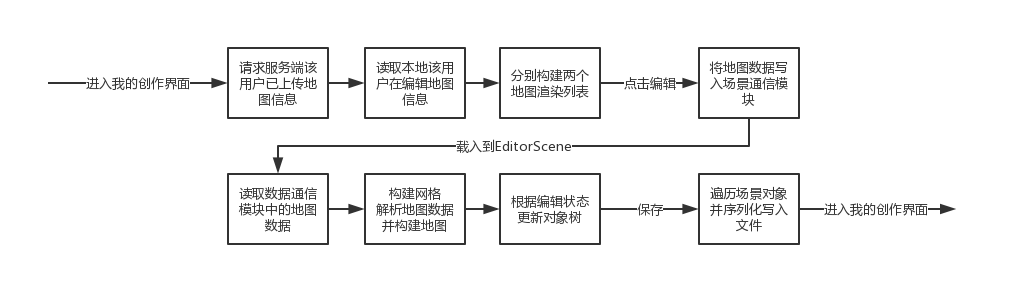 进入我的创作界面
请求服务端该
用户已上传地
图信息
读取本地该用
户在编辑地图
信息
分别构建两个
地图渲染列表
点击编辑
将地图数据写
入场景通信模
块
载入到EditorScene
读取数据通信
模块中的地图
数据
构建网格
解析地图数据
并构建地图
根据编辑状态
更新对象树
保存
遍历场景对象
并序列化写入
文件
进入我的创作界面